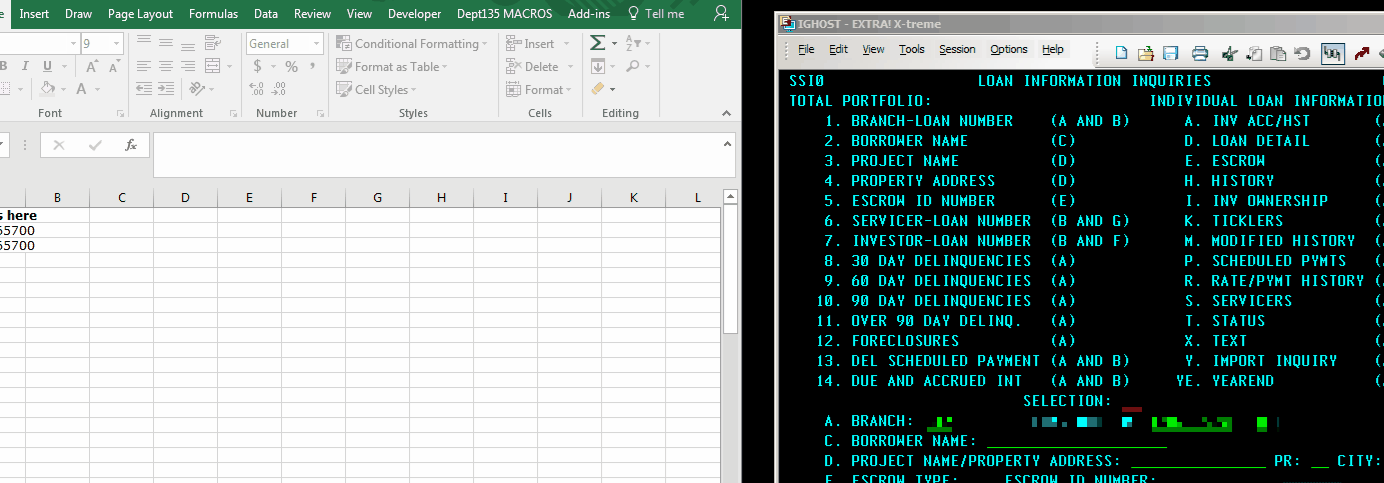 e Insert Draw Page Layout Formulas Data Review View Developer Dept135 MACROS Add-ins Tell me
9 General Conditional Formatting Insert Σ
B I U A A $ % , Format as Table Delete
A Cell Styles Format
Font Alignment Number Styles Cells Editing
fx
B C D E F G H I J K L
s here
65700
65700
IGHOST - EXTRA! X-treme
File Edit View Tools Session Options Help
SSI0 LOAN INFORMATION INQUIRIES
TOTAL PORTFOLIO: INDIVIDUAL LOAN INFORMATIO
1. BRANCH-LOAN NUMBER (A AND B) A. INV ACC/HST (
2. BORROWER NAME (C) D. LOAN DETAIL (
3. PROJECT NAME (D) E. ESCROW (
4. PROPERTY ADDRESS (D) H. HISTORY (
5. ESCROW ID NUMBER (E) I. INV OWNERSHIP (
6. SERVICER-LOAN NUMBER (B AND G) K. TICKLERS (
7. INVESTOR-LOAN NUMBER (B AND F) M. MODIFIED HISTORY (
8. 30 DAY DELINQUENCIES (A) P. SCHEDULED PYMTS (
9. 60 DAY DELINQUENCIES (A) R. RATE/PYMT HISTORY (
10. 90 DAY DELINQUENCIES (A) S. SERVICERS (
11. OVER 90 DAY DELINQ. (A) T. STATUS (
12. FORECLOSURES (A) X. TEXT (
13. DEL SCHEDULED PAYMENT (A AND B) Y. IMPORT INQUIRY (
14. DUE AND ACCRUED INT (A AND B) YE. YEAREND (
SELECTION: __
A. BRANCH:
C. BORROWER NAME: ____________________
D. PROJECT NAME/PROPERTY ADDRESS: _______________ PR: __ CITY:
E. ESCROW TYPE: ESCROW ID NUMBER: